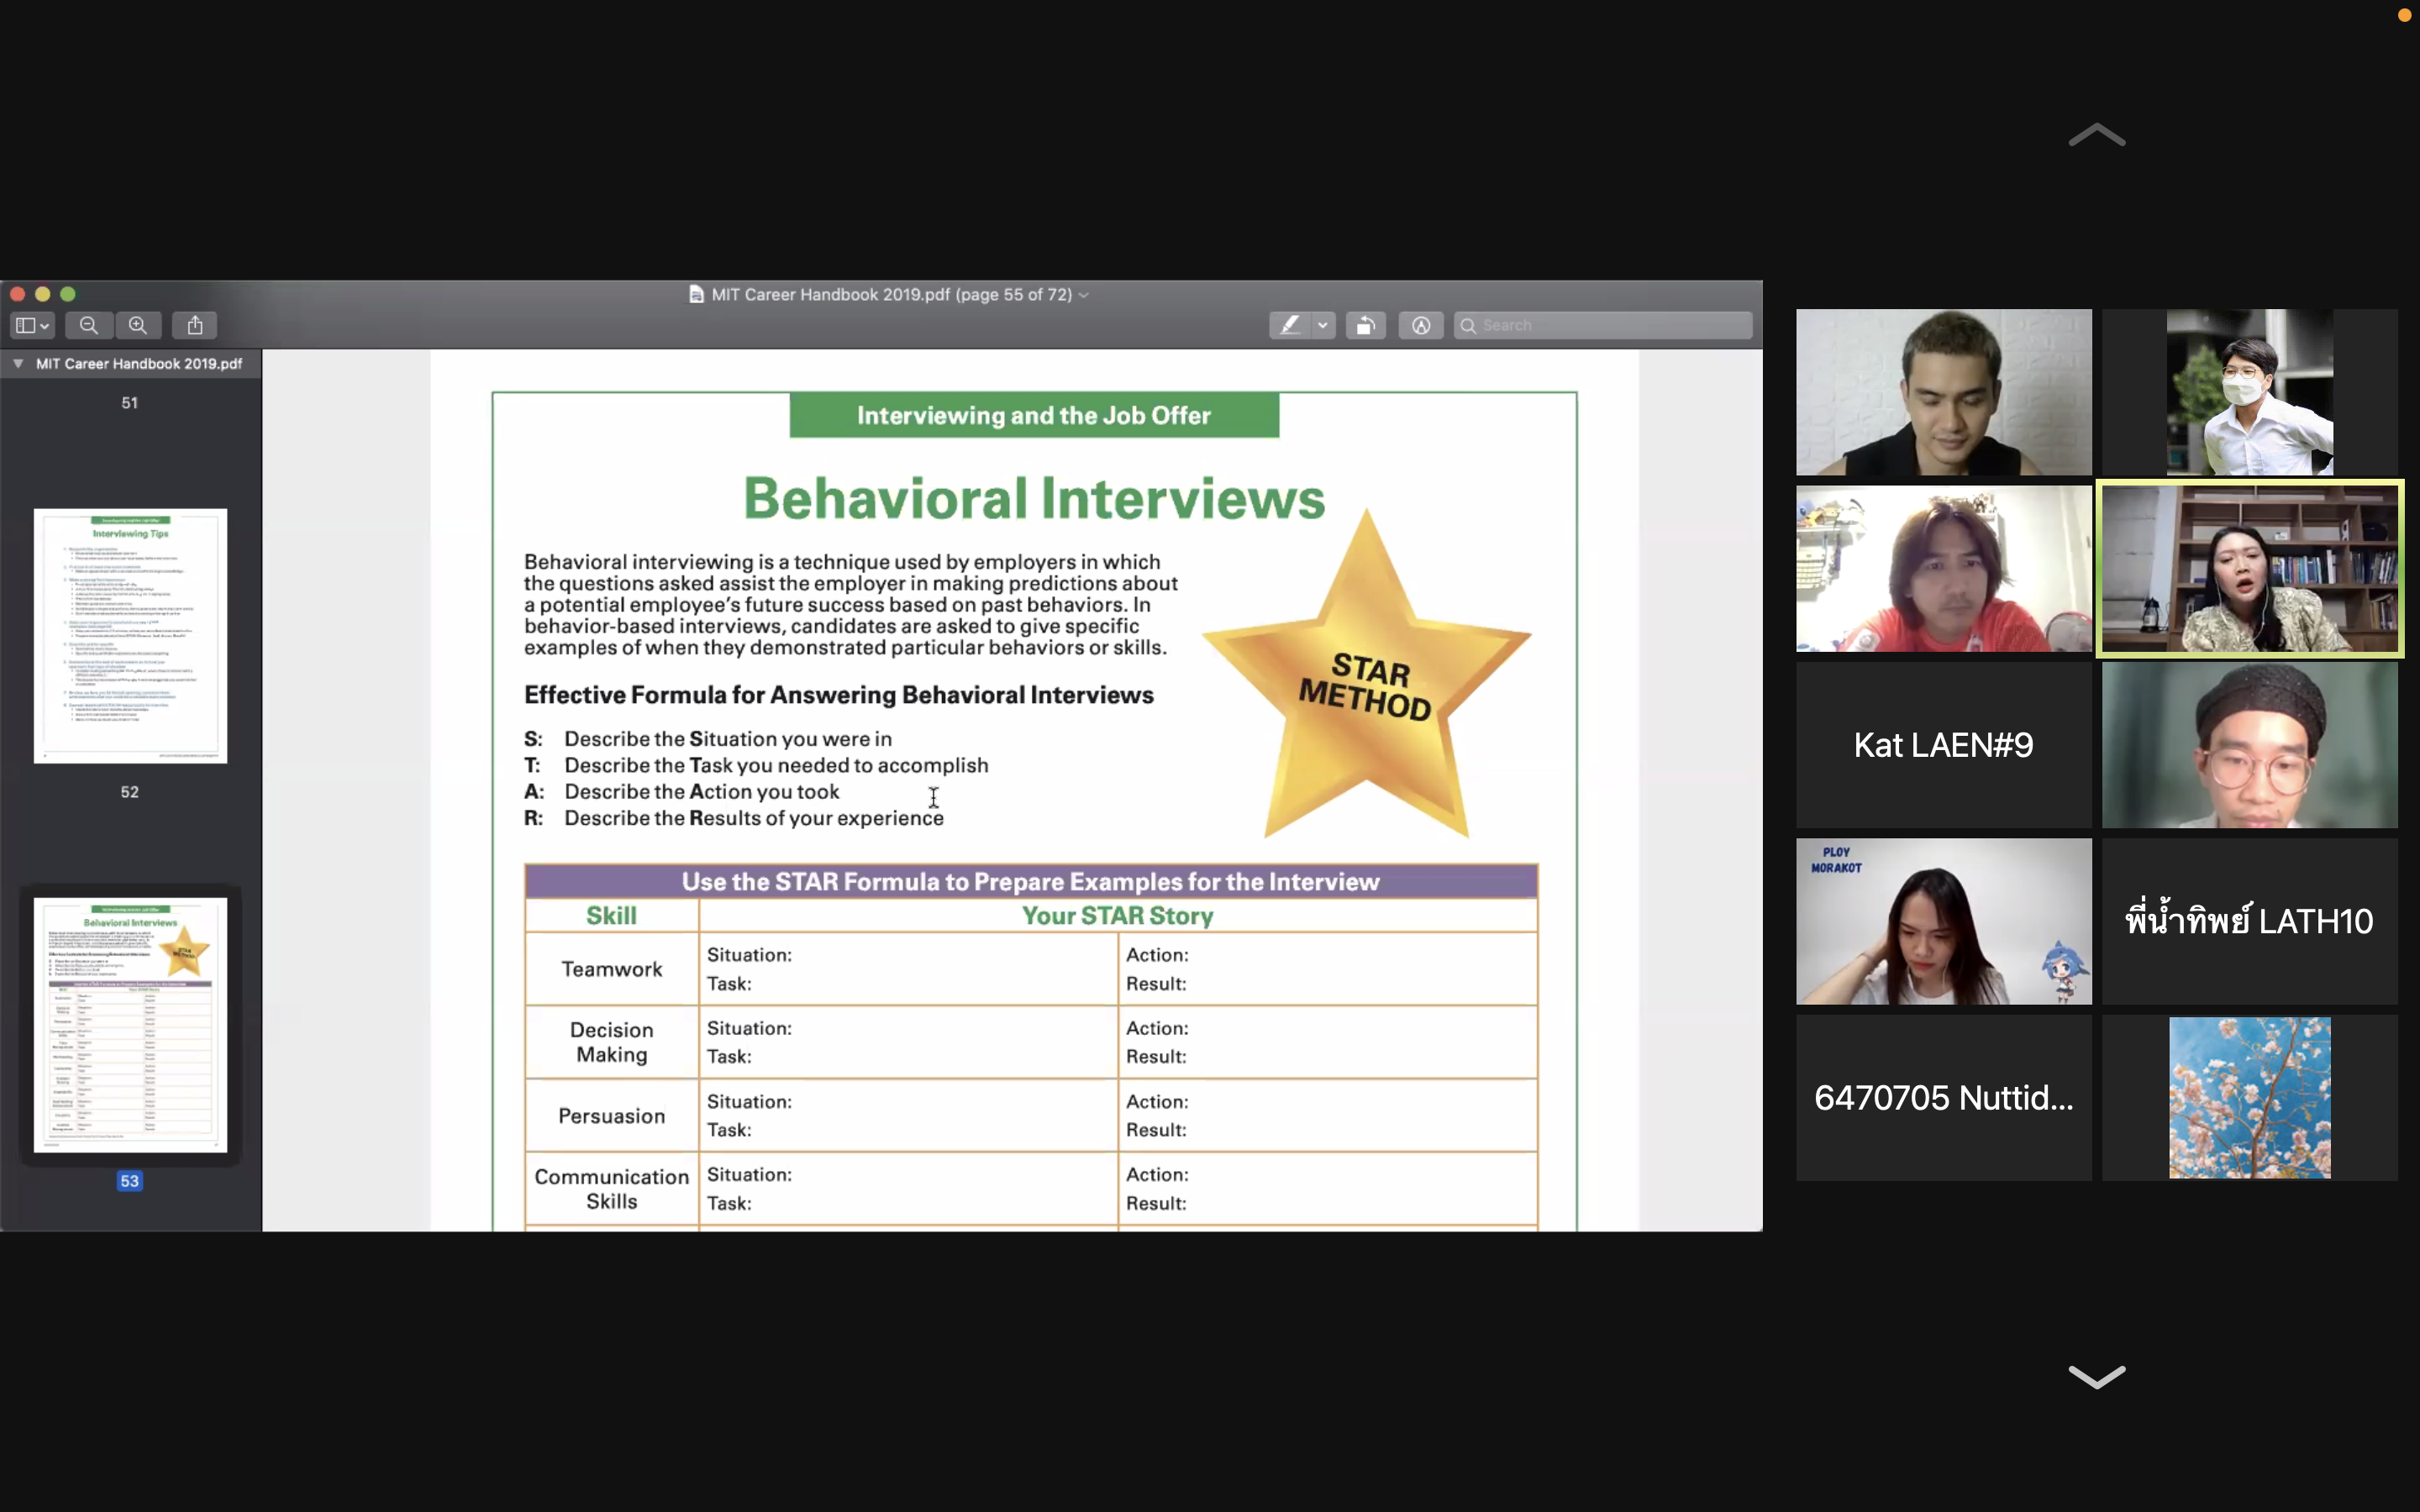 MIT Career Handbook 2019.pdf (page 55 of 72)
Search
MIT Career Handbook 2019.pdf
51
Interviewing Tips
52
Behavioral Interviews
53
Interviewing and the Job Offer
Behavioral Interviews
Behavioral interviewing is a technique used by employers in which
the questions asked assist the employer in making predictions about
a potential employee's future success based on past behaviors. In
behavior-based interviews, candidates are asked to give specific
examples of when they demonstrated particular behaviors or skills.
STAR
METHOD
Effective Formula for Answering Behavioral Interviews
S: Describe the Situation you were in
T: Describe the Task you needed to accomplish
A: Describe the Action you took
R: Describe the Results of your experience
Use the STAR Formula to Prepare Examples for the Interview
Skill Your STAR Story
Teamwork
Situation: Action:
Task: Result:
Decision
Making
Situation: Action:
Task: Result:
Persuasion
Situation: Action:
Task: Result:
Communication
Skills
Situation: Action:
Task: Result:
Kat LAEN#9
PLOY
MORAKOT
พี่น้ำทิพย์ LATH10
6470705 Nuttid...